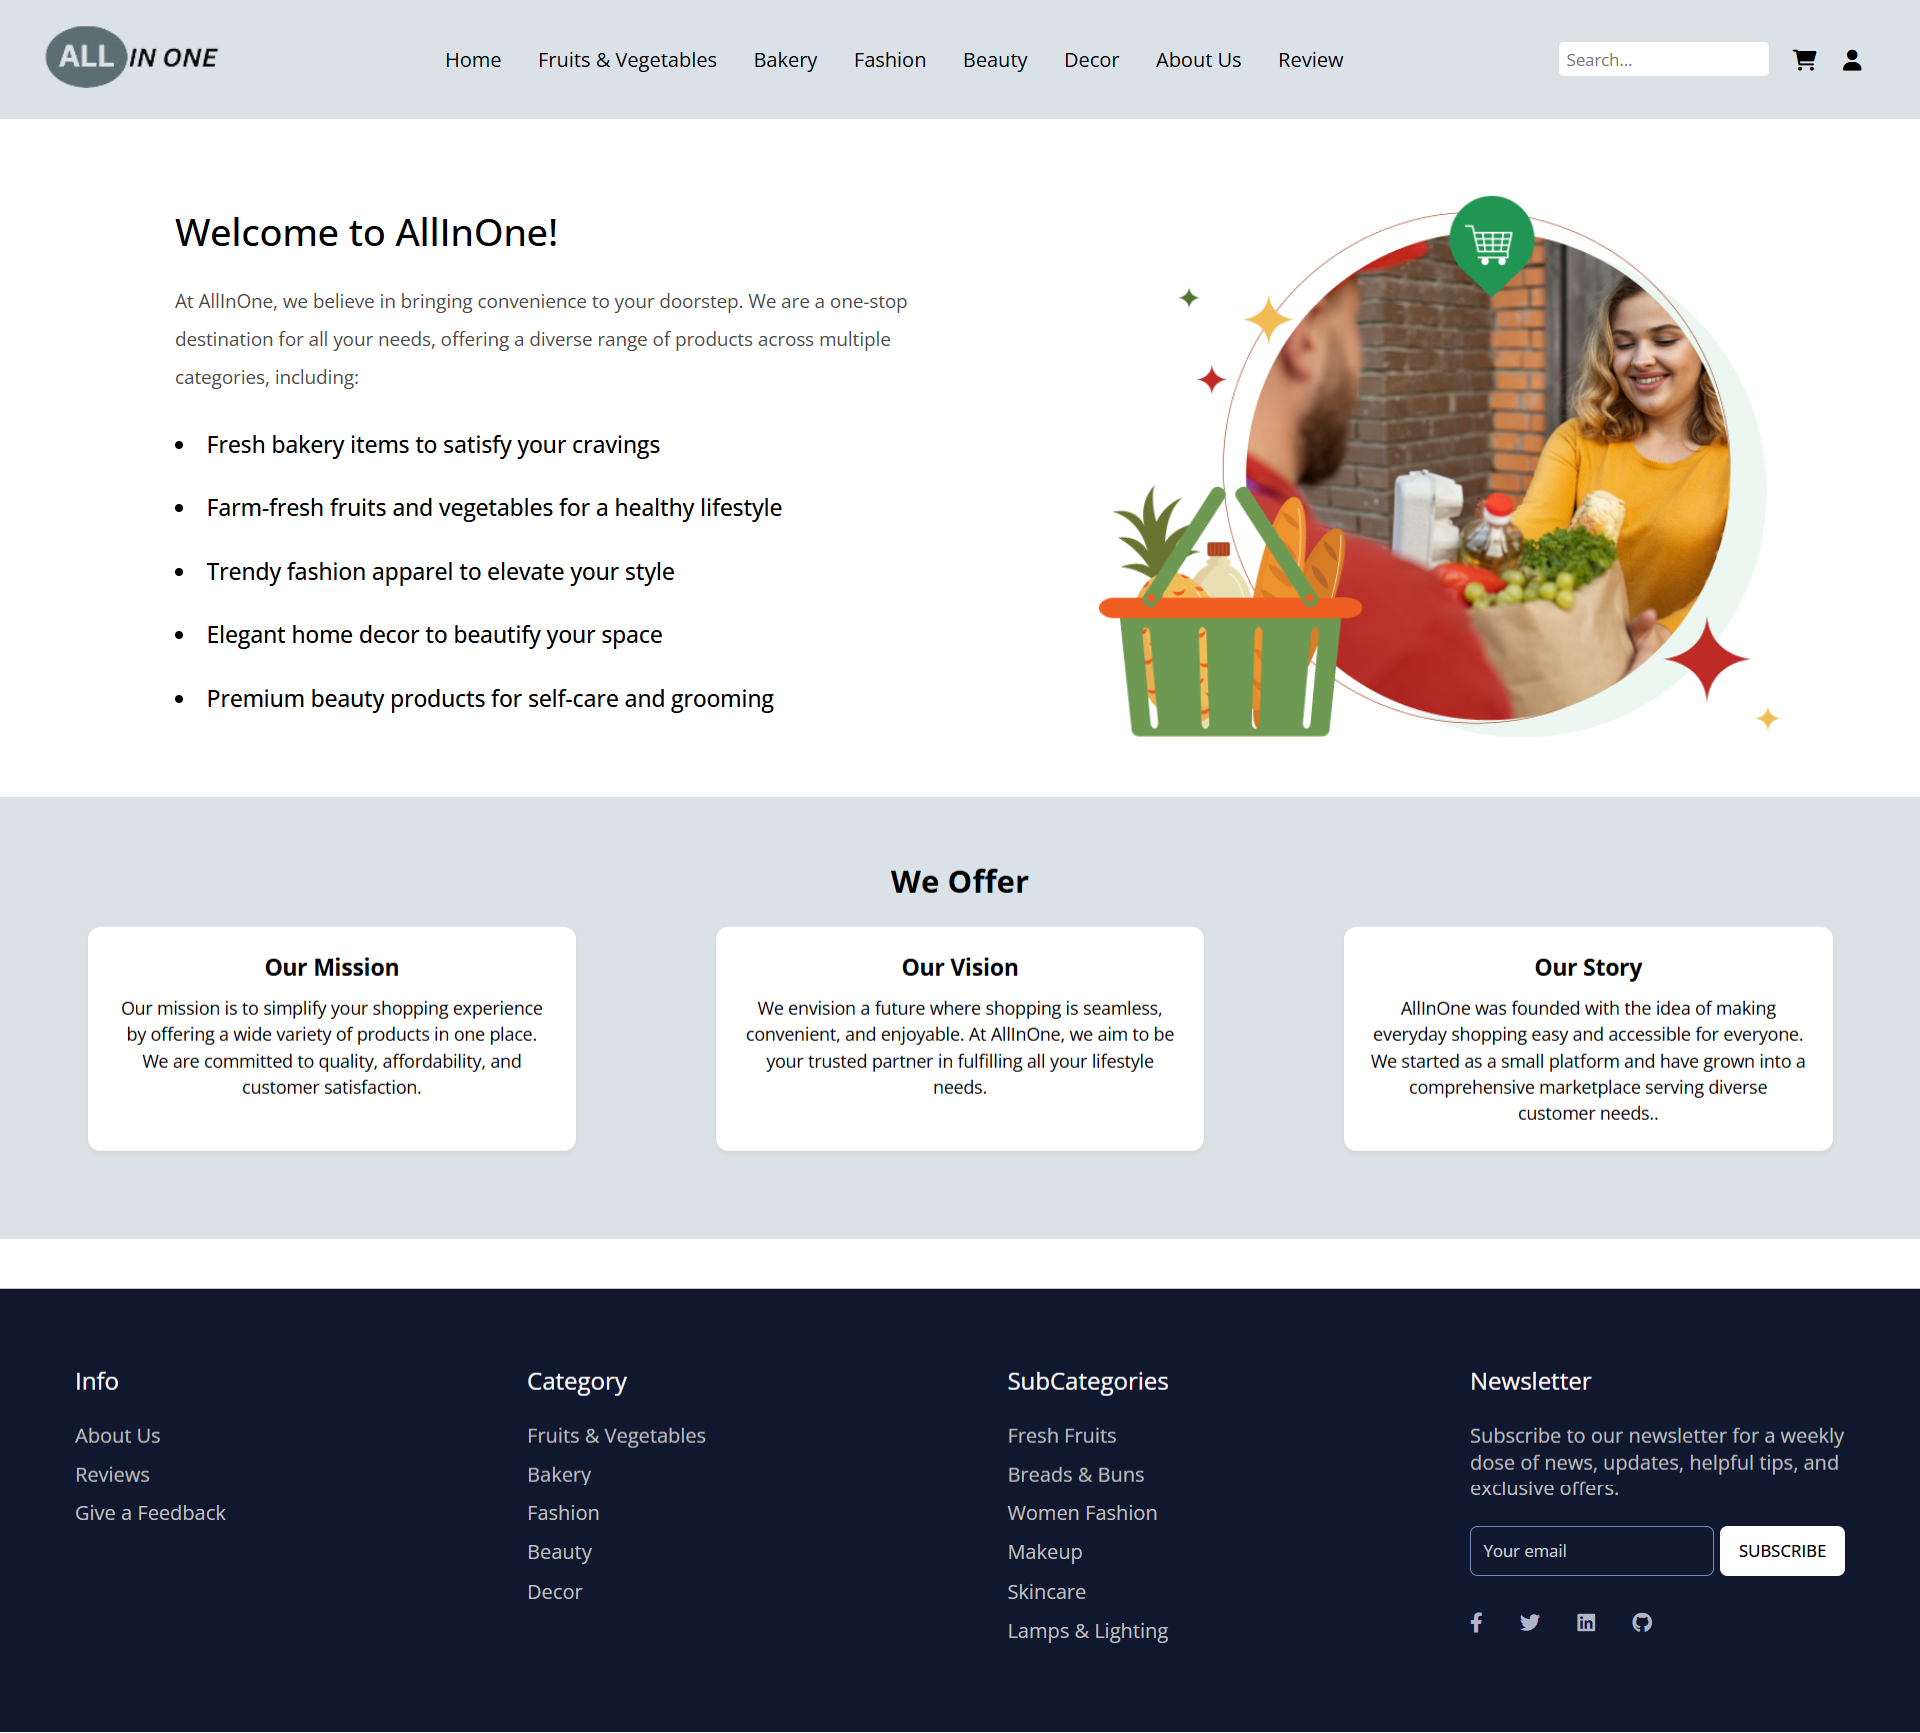 ALL IN ONE
Home Fruits & Vegetables Bakery Fashion Beauty Decor About Us Review
Search...
Welcome to AllInOne!
At AllInOne, we believe in bringing convenience to your doorstep. We are a one-stop
destination for all your needs, offering a diverse range of products across multiple
categories, including:
• Fresh bakery items to satisfy your cravings
• Farm-fresh fruits and vegetables for a healthy lifestyle
• Trendy fashion apparel to elevate your style
• Elegant home decor to beautify your space
• Premium beauty products for self-care and grooming
We Offer
Our Mission
Our mission is to simplify your shopping experience
by offering a wide variety of products in one place.
We are committed to quality, affordability, and
customer satisfaction.
Our Vision
We envision a future where shopping is seamless,
convenient, and enjoyable. At AllInOne, we aim to be
your trusted partner in fulfilling all your lifestyle
needs.
Our Story
AllInOne was founded with the idea of making
everyday shopping easy and accessible for everyone.
We started as a small platform and have grown into a
comprehensive marketplace serving diverse
customer needs..
Info
About Us
Reviews
Give a Feedback
Category
Fruits & Vegetables
Bakery
Fashion
Beauty
Decor
SubCategories
Fresh Fruits
Breads & Buns
Women Fashion
Makeup
Skincare
Lamps & Lighting
Newsletter
Subscribe to our newsletter for a weekly
dose of news, updates, helpful tips, and
exclusive offers.
Your email
SUBSCRIBE